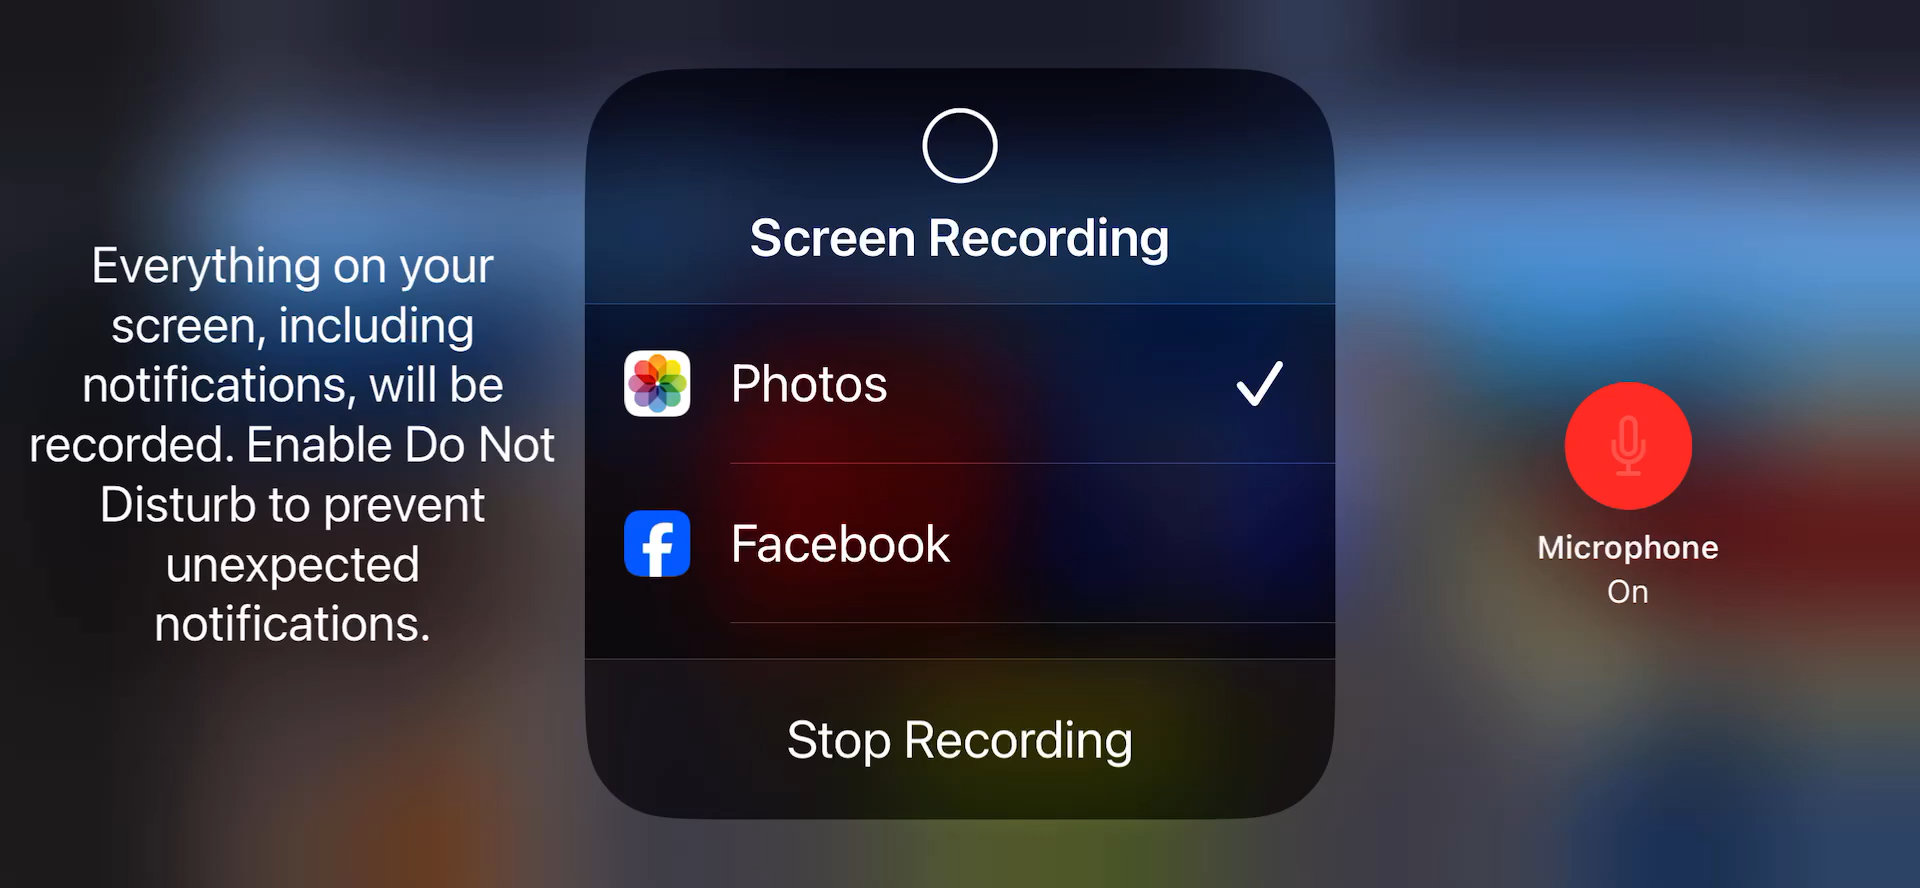 Everything on your
screen, including
notifications, will be
recorded. Enable Do Not
Disturb to prevent
unexpected
notifications.
Screen Recording
Photos
Facebook
Stop Recording
Microphone
On